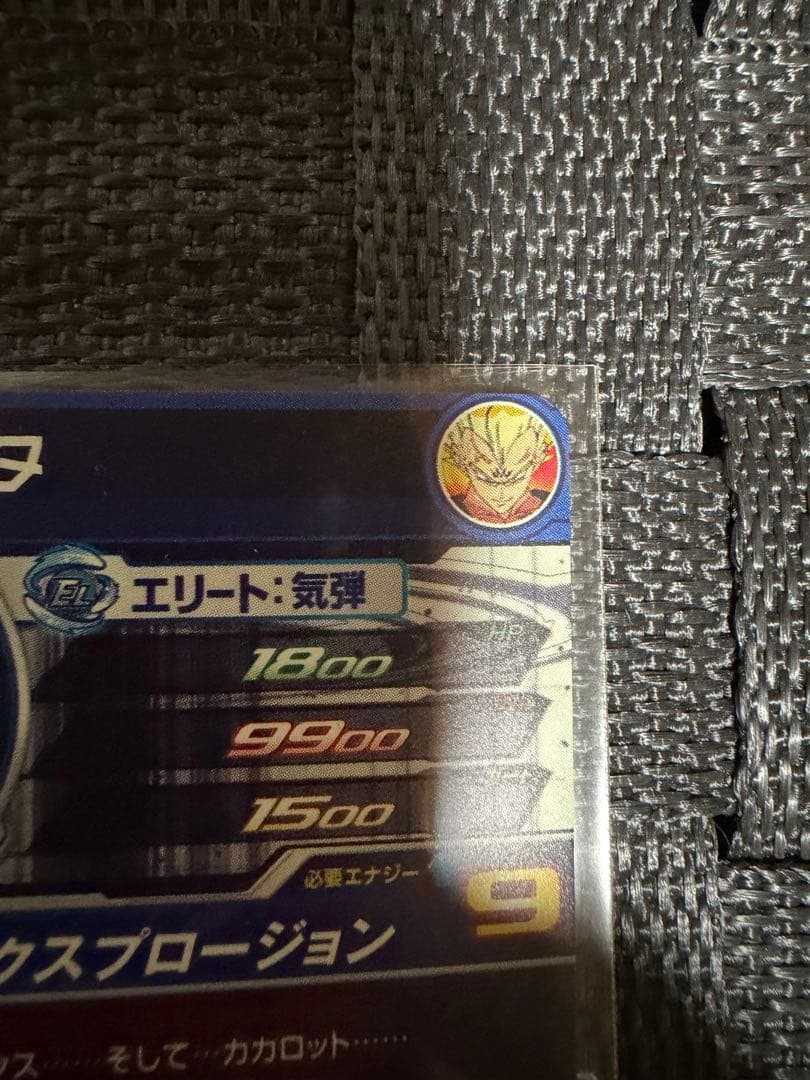 タ
EL エリート:気弾
HP
1800
9900
1500
必要エナジー
9
クスプロージョン
クス……そして…カカロット……